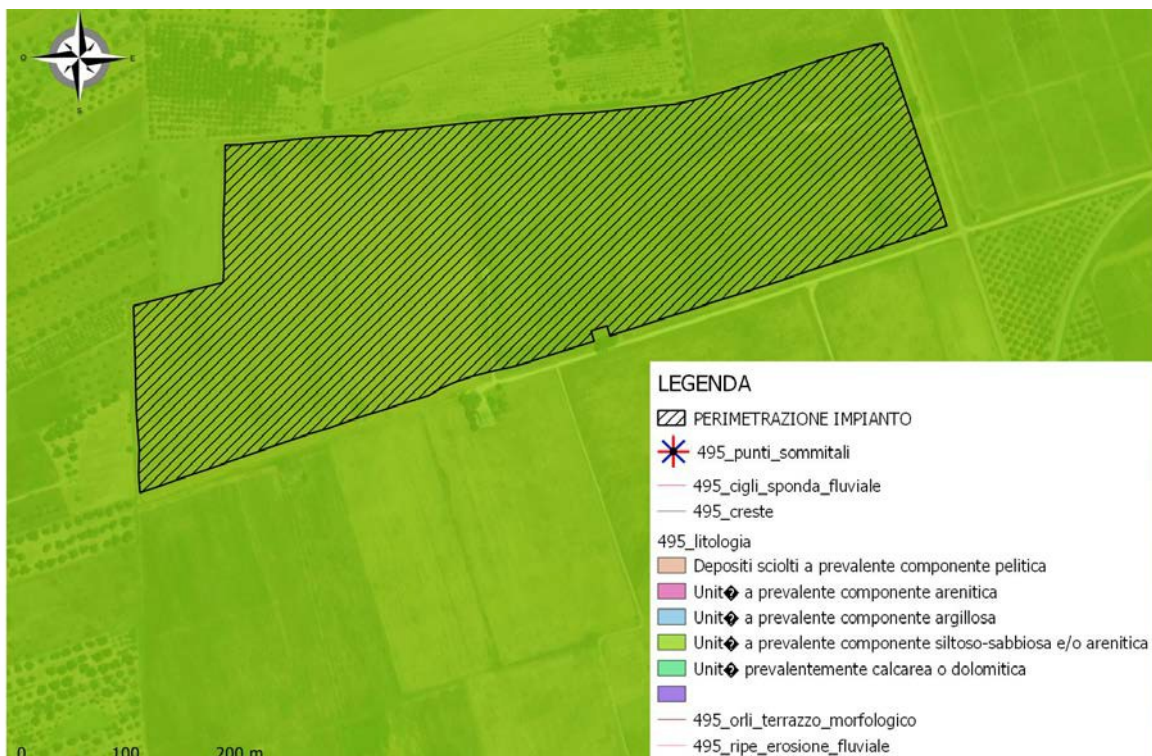 O
E
S
LEGENDA
PERIMETRAZIONE IMPIANTO
495_punti_sommitali
495_cigli_sponda_fluviale
495_creste
495_litologia
Depositi sciolti a prevalente componente pelitica
Unit� a prevalente componente arenitica
Unit� a prevalente componente argillosa
Unit� a prevalente componente siltoso-sabbiosa e/o arenitica
Unit� prevalentemente calcarea o dolomitica
495_orli_terrazzo_morfologico
495_ripe_erosione_fluviale
0 100 200 m